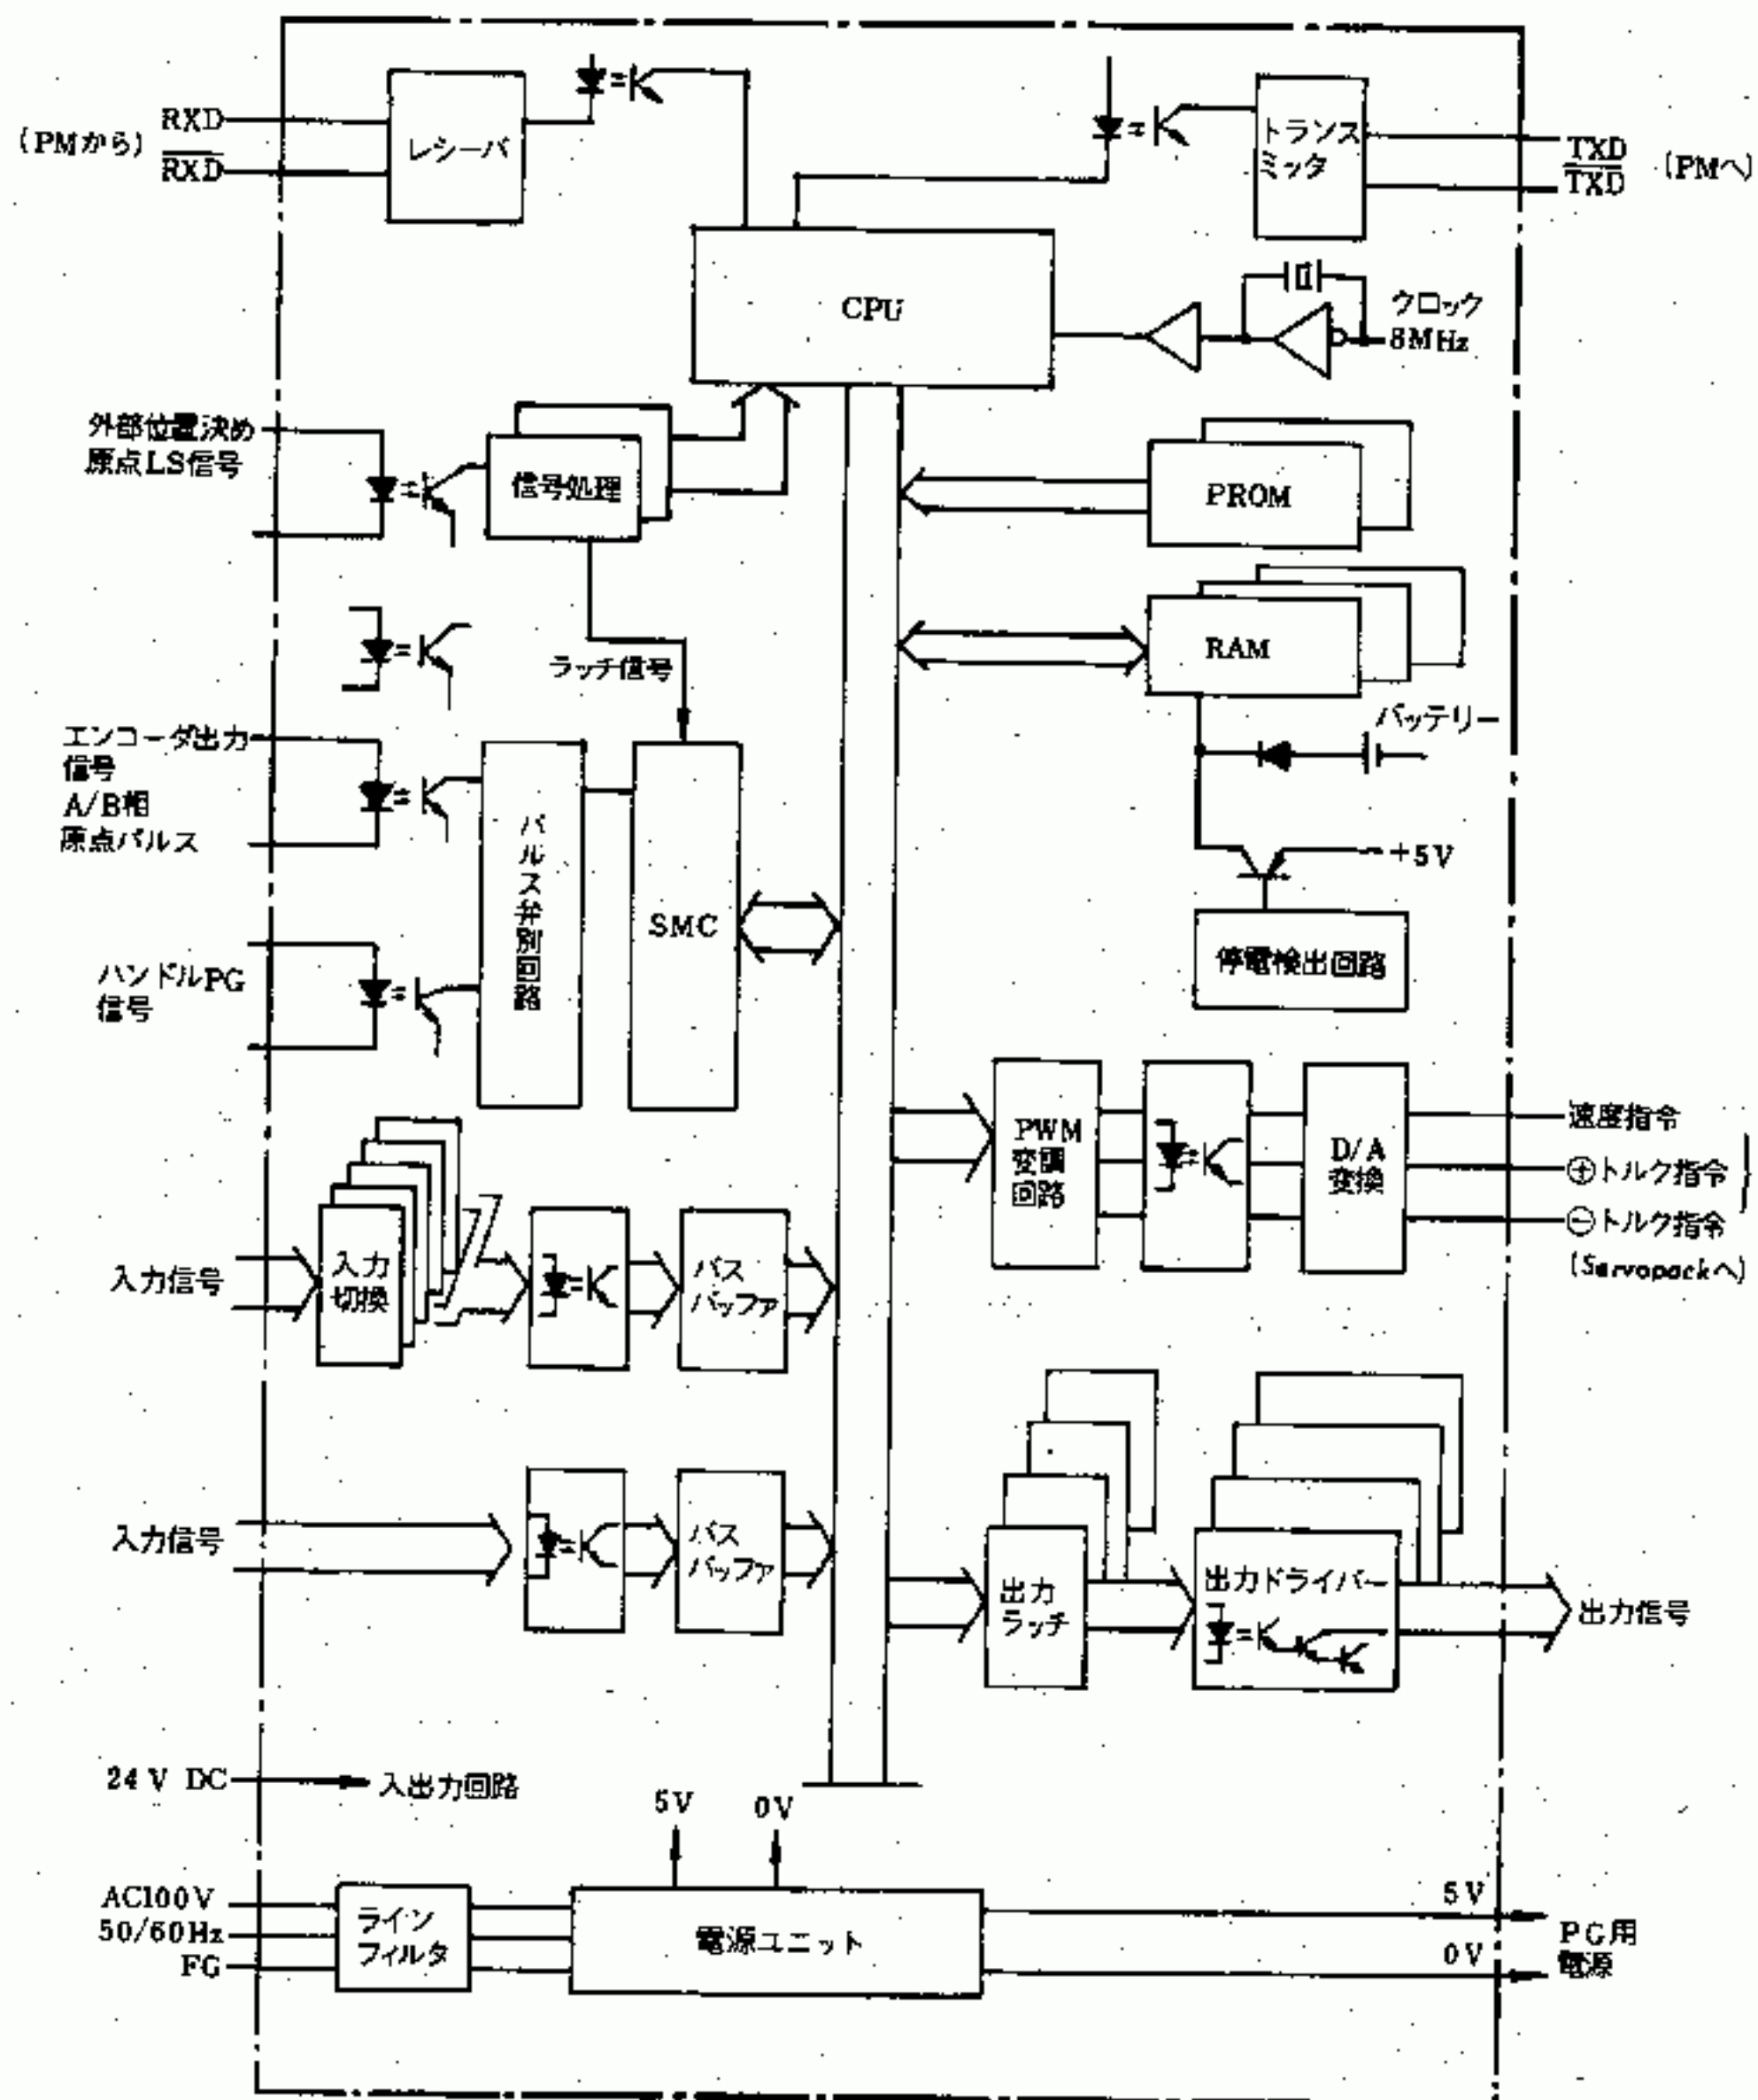 (PMから)
RXD
RXD
レシーバ
トランス
ミッタ
TXD
TXD
(PMへ)
CPU
クロック
8MHz
外部位置決め
原点LS信号
信号処理
PROM
ラッチ信号
RAM
バッテリー
エンコーダ出力
信号
A/B相
原点パルス
パルス弁別回路
SMC
+5V
停電検出回路
ハンドルPG
信号
PWM
変調
回路
D/A
変換
速度指令
⊕トルク指令
⊖トルク指令
(Servopackへ)
入力信号
入力
切換
バス
バッファ
入力信号
バス
バッファ
出力
ラッチ
出力ドライバー
出力信号
24V DC
入出力回路
5V
0V
AC100V
50/60Hz
FG
ライン
フィルタ
電源ユニット
5V
0V
PG用
電源